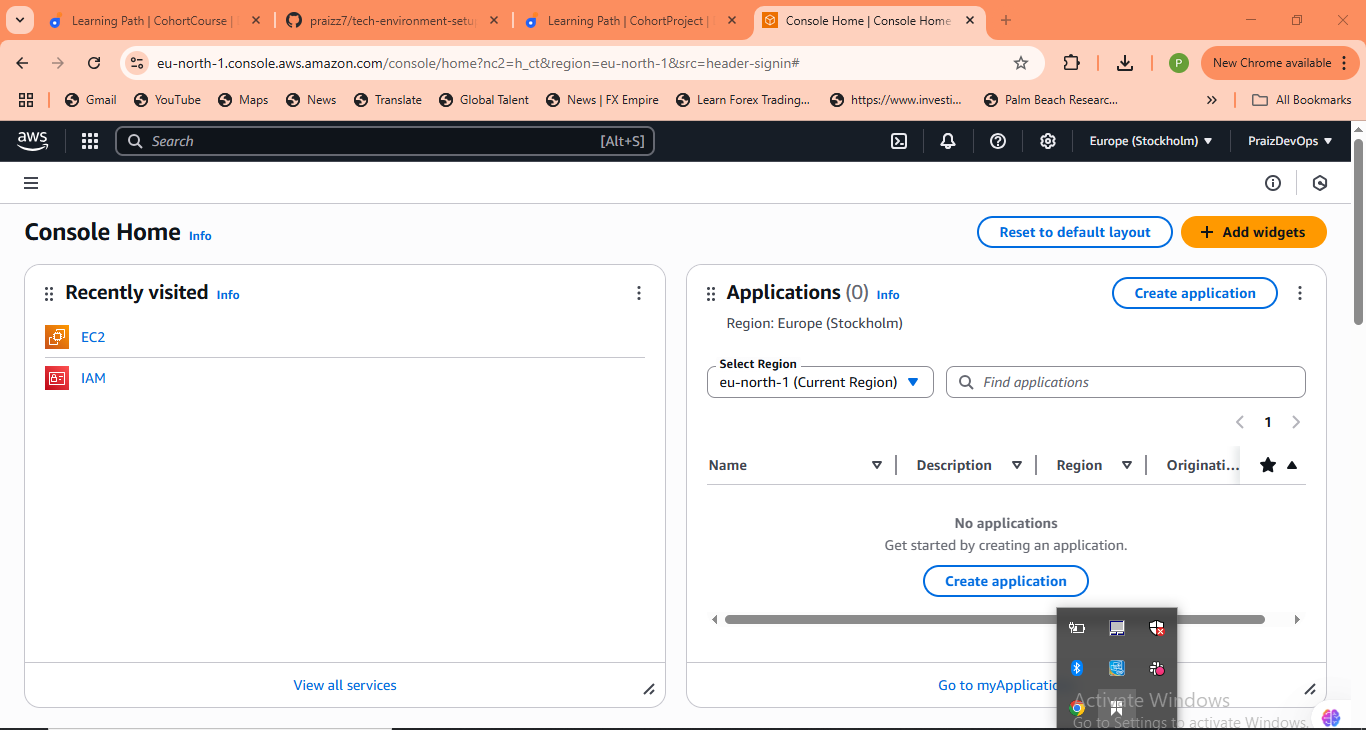 Learning Path | CohortCourse |
praizz7/tech-environment-setu
Learning Path | CohortProject |
Console Home | Console Home
eu-north-1.console.aws.amazon.com/console/home?nc2=h_ct&region=eu-north-1&src=header-signin#
P
New Chrome available
Gmail
YouTube
Maps
News
Translate
Global Talent
News | FX Empire
Learn Forex Trading...
https://www.investi...
Palm Beach Researc...
All Bookmarks
aws
Search
[Alt+S]
Europe (Stockholm)
PraizDevOps
Console Home Info
Reset to default layout
+ Add widgets
Recently visited Info
EC2
IAM
View all services
Applications (0) Info
Create application
Region: Europe (Stockholm)
Select Region
eu-north-1 (Current Region)
Find applications
1
Name
Description
Region
Originati...
No applications
Get started by creating an application.
Create application
Go to myApplicatio
Activate Windows
Go to Settings to activate Windows.